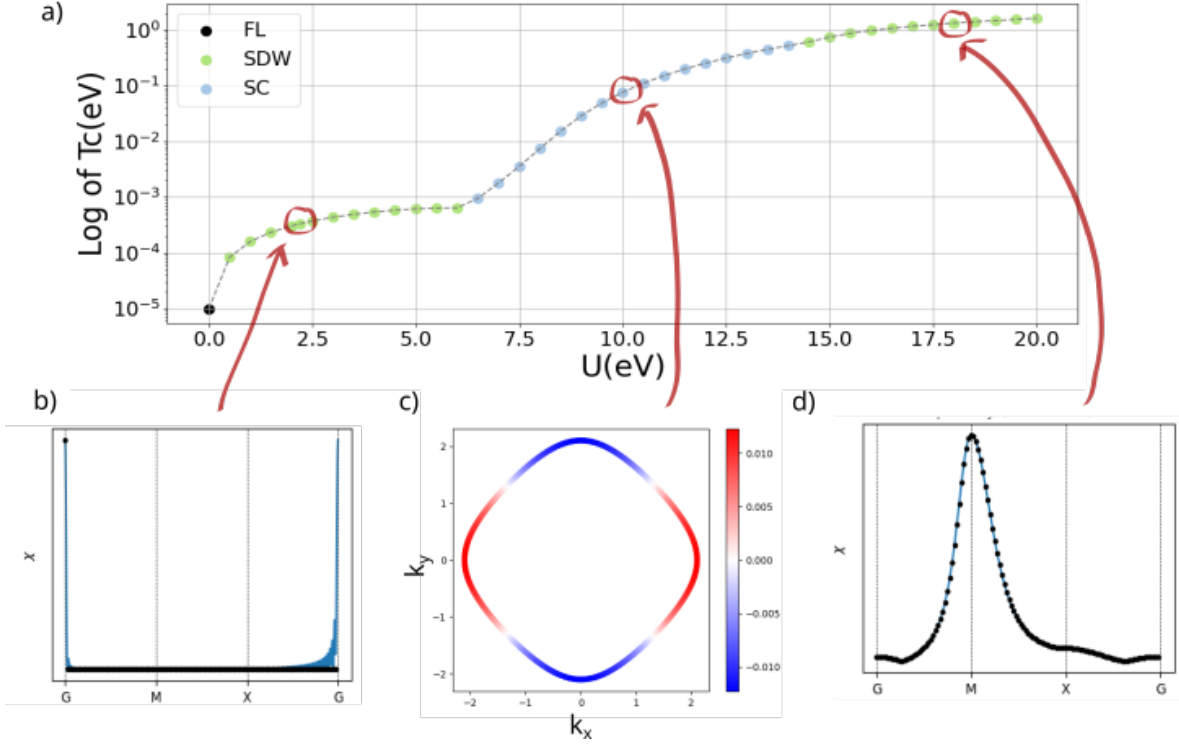 a)
Log of Tc(eV)
FL
SDW
SC
10⁰
10⁻¹
10⁻²
10⁻³
10⁻⁴
10⁻⁵
0.0 2.5 5.0 7.5 10.0 12.5 15.0 17.5 20.0
U(eV)
b)
χ
G M X G
c)
k_y
2
1
0
−1
−2
−2 −1 0 1 2
k_x
0.010
0.005
0.000
−0.005
−0.010
d)
χ
G M X G